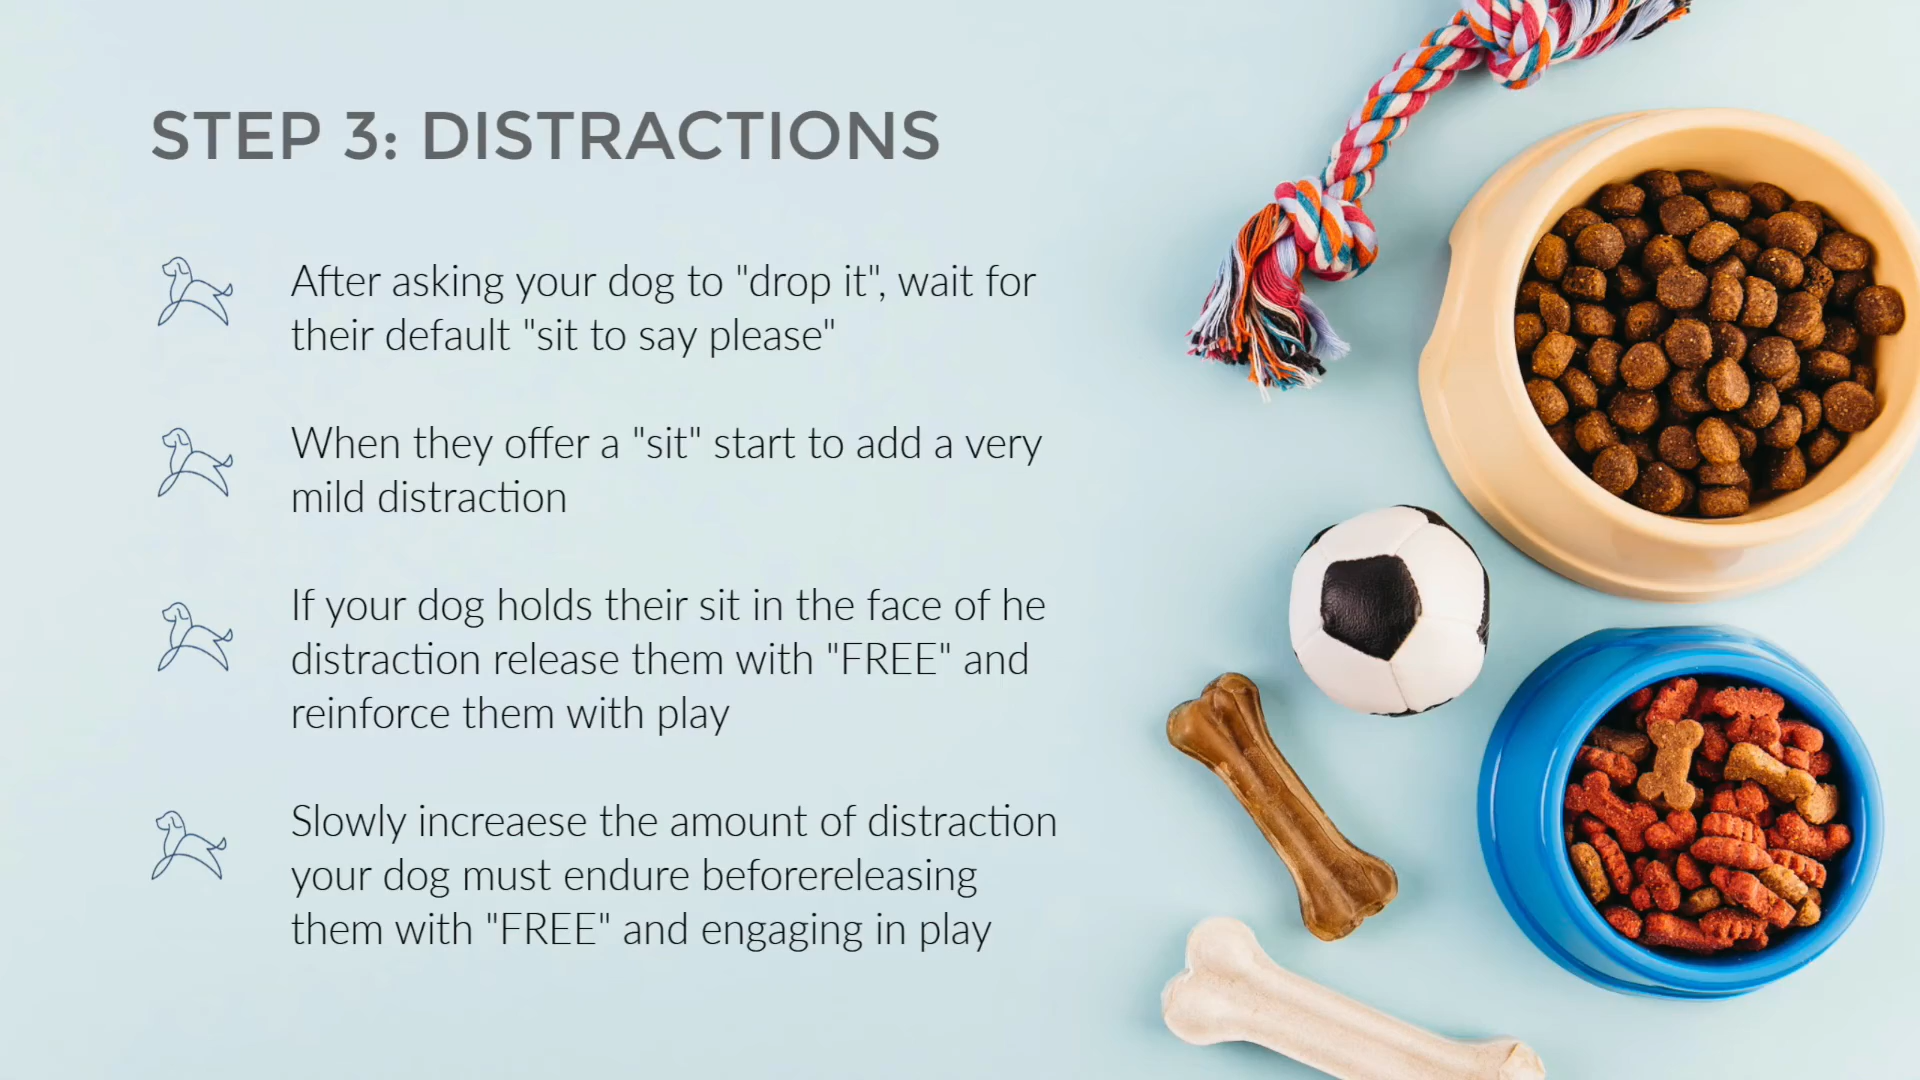 STEP 3: DISTRACTIONS
After asking your dog to "drop it", wait for
their default "sit to say please"
When they offer a "sit" start to add a very
mild distraction
If your dog holds their sit in the face of he
distraction release them with "FREE" and
reinforce them with play
Slowly increaese the amount of distraction
your dog must endure beforereleasing
them with "FREE" and engaging in play